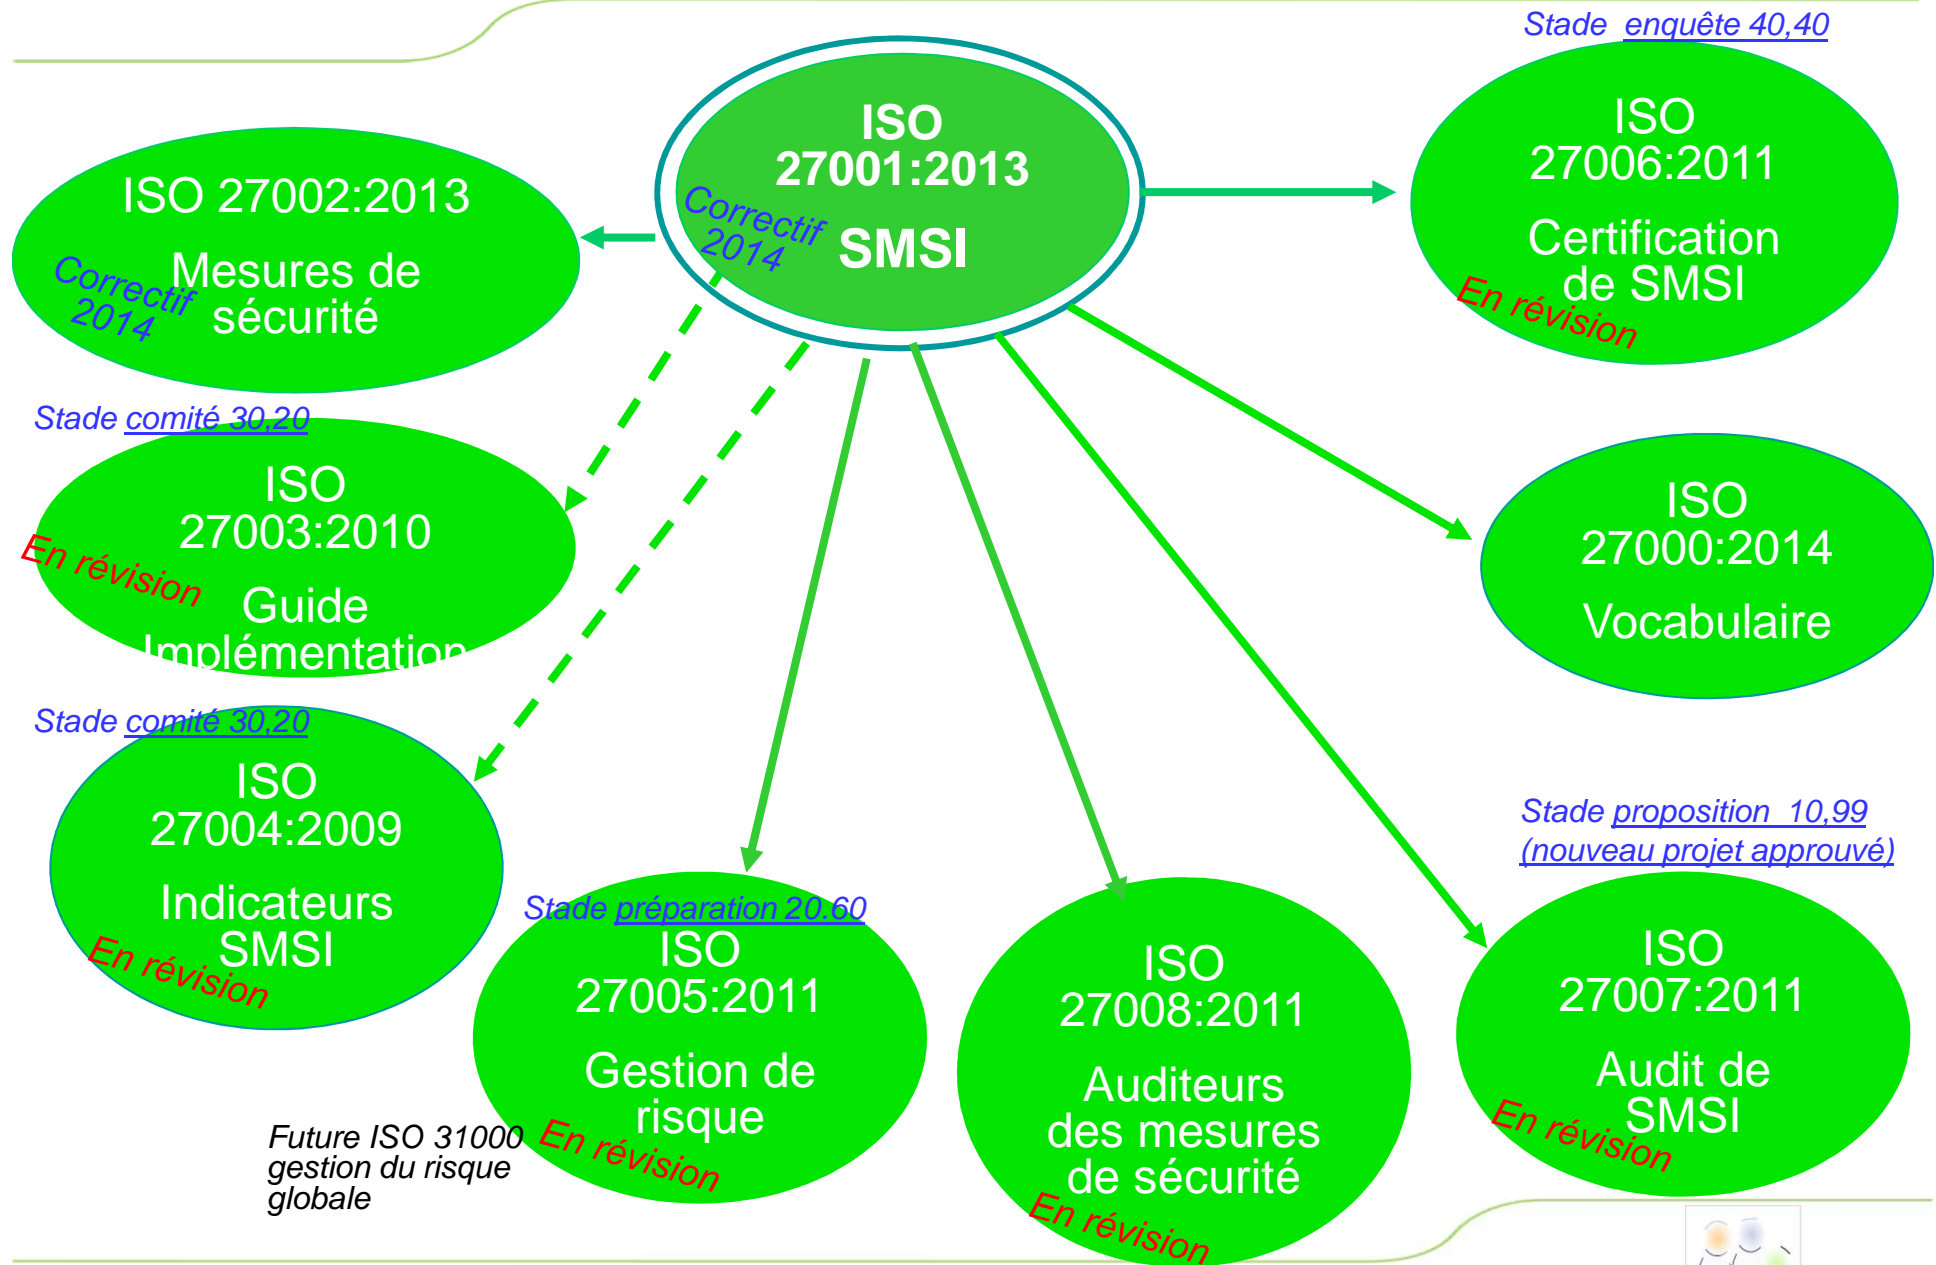 Stade enquête 40,40
ISO
27001:2013
SMSI
Correctif
2014
ISO
27006:2011
Certification
de SMSI
En révision
ISO 27002:2013
Mesures de
sécurité
Correctif
2014
Stade comité 30,20
ISO
27003:2010
Guide
Implémentation
En révision
ISO
27000:2014
Vocabulaire
Stade comité 30,20
ISO
27004:2009
Indicateurs
SMSI
En révision
Stade préparation 20.60
ISO
27005:2011
Gestion de
risque
En révision
Future ISO 31000
gestion du risque
globale
ISO
27008:2011
Auditeurs
des mesures
de sécurité
En révision
Stade proposition 10,99
(nouveau projet approuvé)
ISO
27007:2011
Audit de
SMSI
En révision